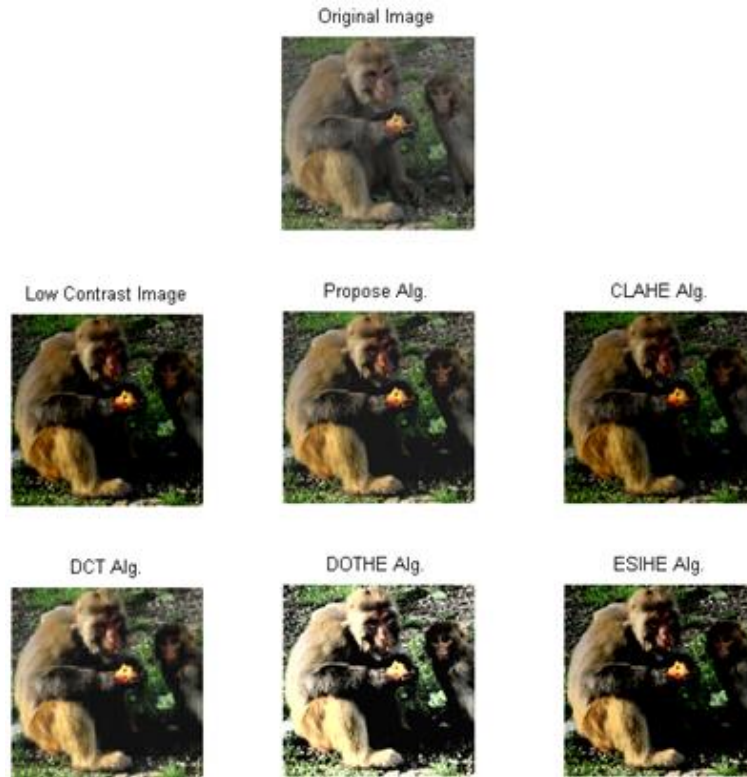 Original Image
Low Contrast Image
Propose Alg.
CLAHE Alg.
DCT Alg.
DOTHE Alg.
ESIHE Alg.